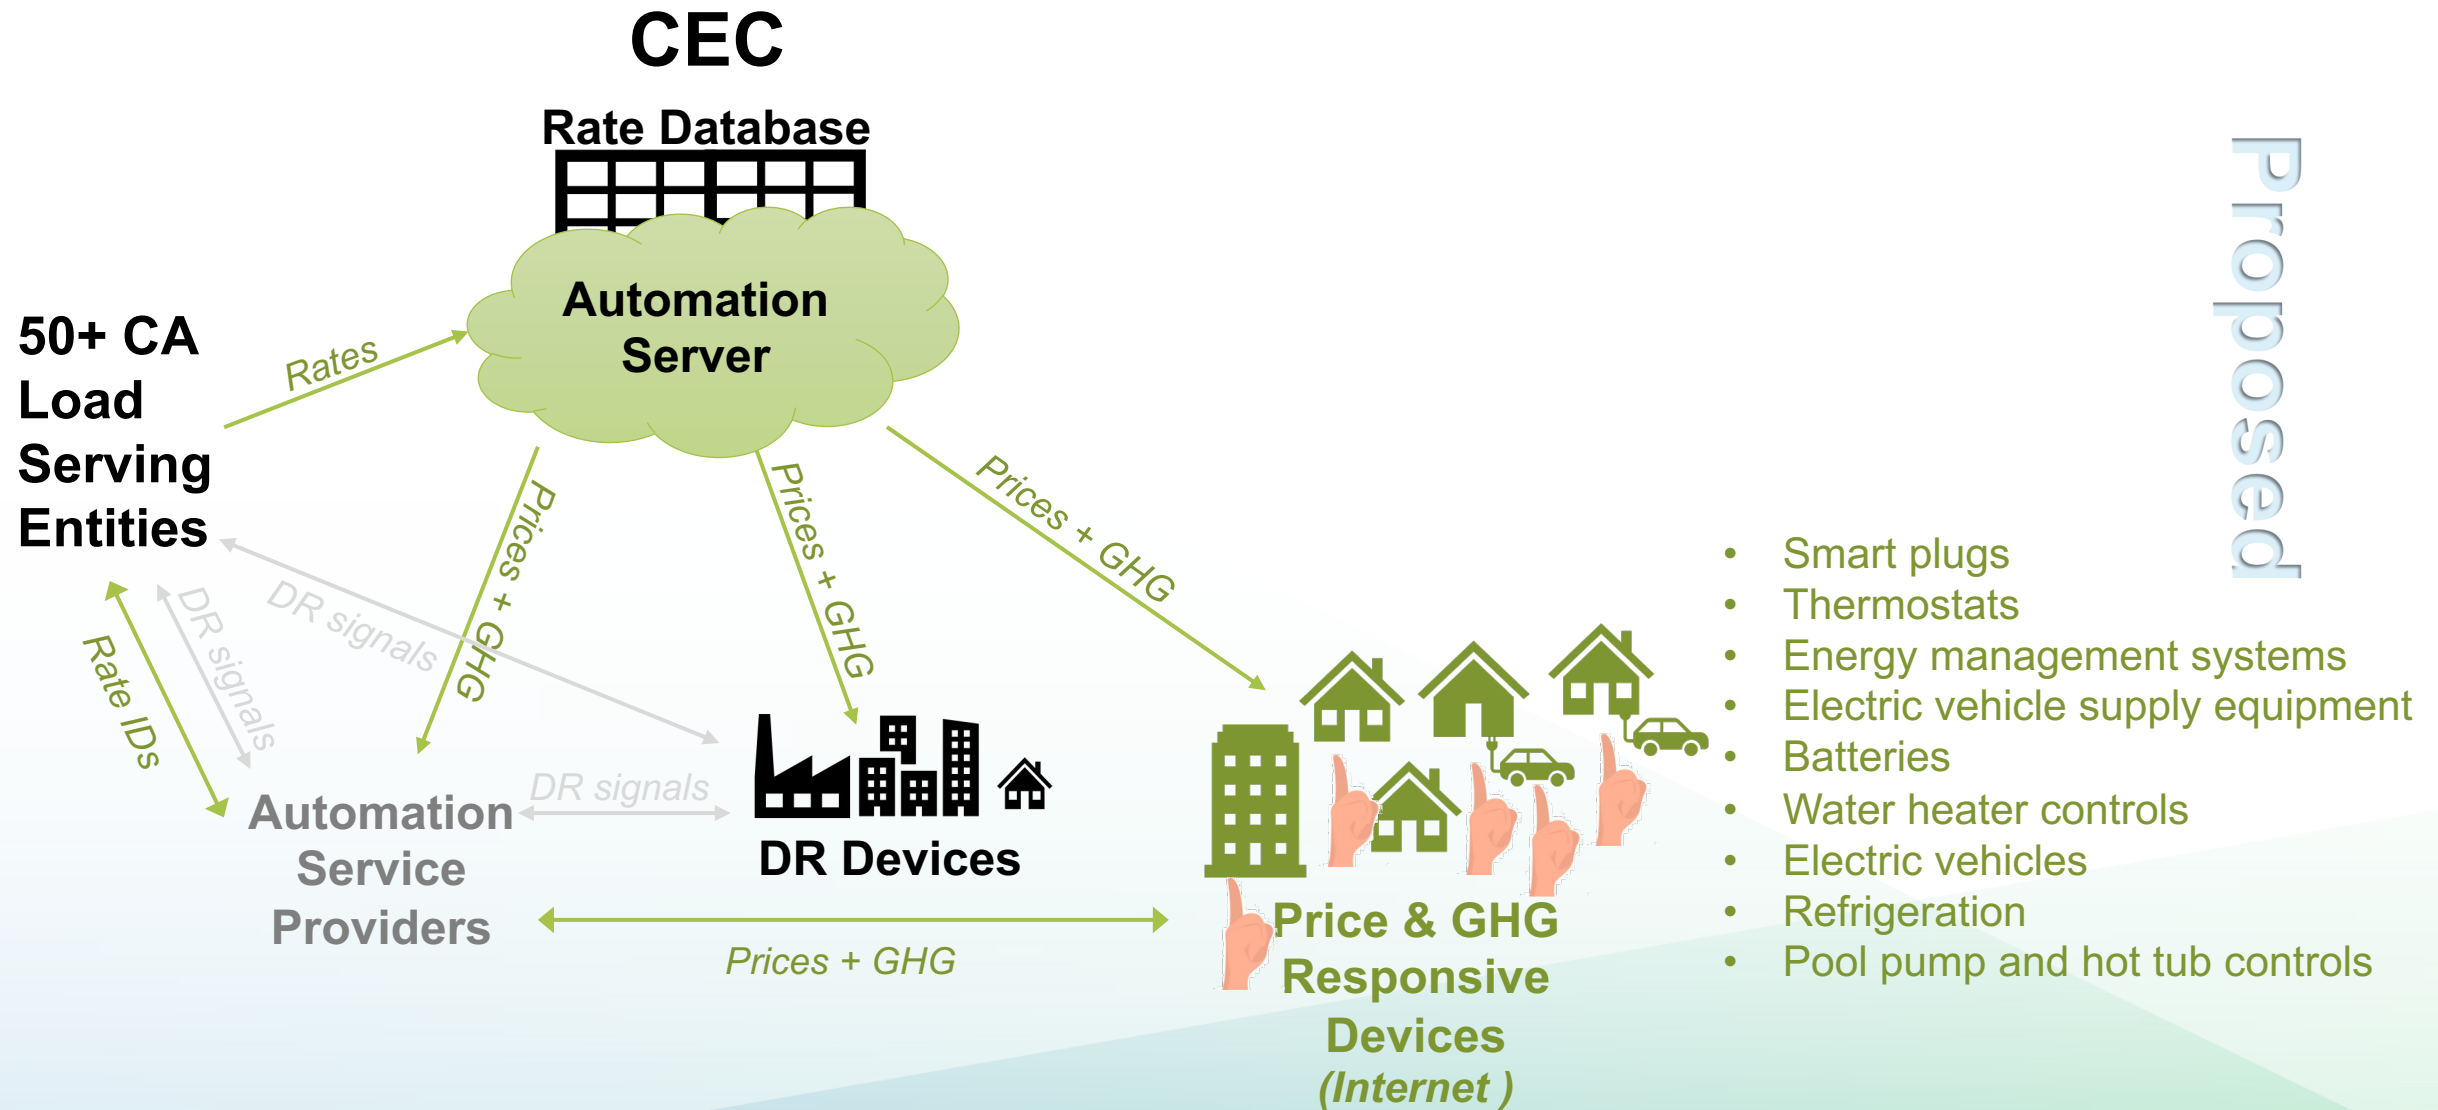 CEC
Rate Database
Automation
Server
50+ CA
Load
Serving
Entities
Rates
Prices + GHG
Prices + GHG
Prices + GHG
DR signals
DR signals
Rate IDs
DR signals
Automation
Service
Providers
DR Devices
Prices + GHG
Price & GHG
Responsive
Devices
(Internet )
• Smart plugs
• Thermostats
• Energy management systems
• Electric vehicle supply equipment
• Batteries
• Water heater controls
• Electric vehicles
• Refrigeration
• Pool pump and hot tub controls
Proposed